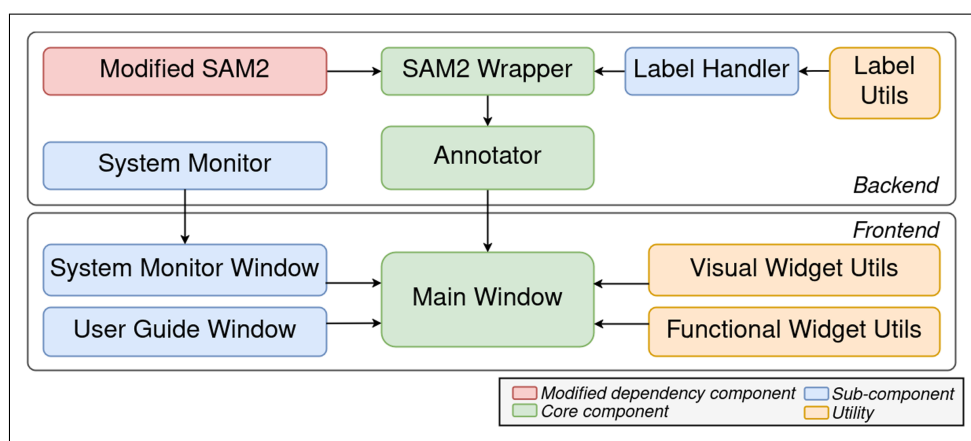 Modified SAM2
SAM2 Wrapper
Label Handler
Label
Utils
System Monitor
Annotator
Backend
Frontend
System Monitor Window
Main Window
Visual Widget Utils
User Guide Window
Functional Widget Utils
Modified dependency component
Sub-component
Core component
Utility